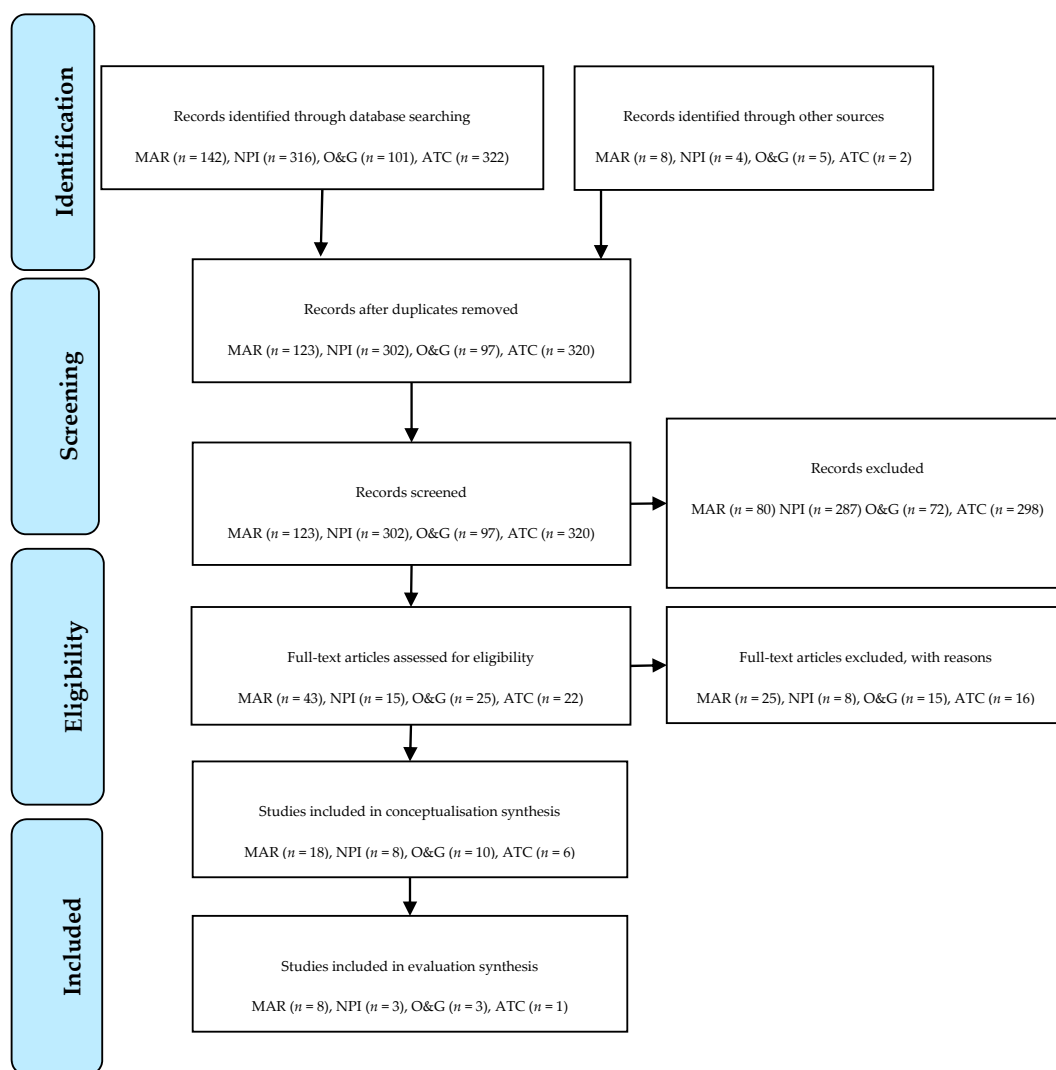 Identification
Records identified through database searching
MAR (n = 142), NPI (n = 316), O&G (n = 101), ATC (n = 322)
Records identified through other sources
MAR (n = 8), NPI (n = 4), O&G (n = 5), ATC (n = 2)
Screening
Records after duplicates removed
MAR (n = 123), NPI (n = 302), O&G (n = 97), ATC (n = 320)
Records screened
MAR (n = 123), NPI (n = 302), O&G (n = 97), ATC (n = 320)
Records excluded
MAR (n = 80) NPI (n = 287) O&G (n = 72), ATC (n = 298)
Eligibility
Full-text articles assessed for eligibility
MAR (n = 43), NPI (n = 15), O&G (n = 25), ATC (n = 22)
Full-text articles excluded, with reasons
MAR (n = 25), NPI (n = 8), O&G (n = 15), ATC (n = 16)
Studies included in conceptualisation synthesis
MAR (n = 18), NPI (n = 8), O&G (n = 10), ATC (n = 6)
Included
Studies included in evaluation synthesis
MAR (n = 8), NPI (n = 3), O&G (n = 3), ATC (n = 1)